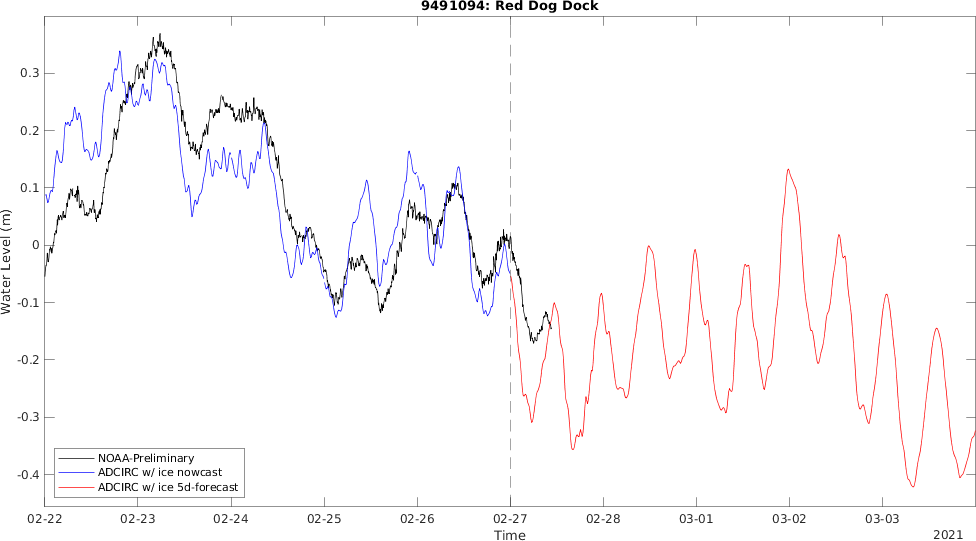 9491094: Red Dog Dock
0.3
0.2
0.1
0
-0.1
-0.2
-0.3
-0.4
Water Level (m)
NOAA-Preliminary
ADCIRC w/ ice nowcast
ADCIRC w/ ice 5d-forecast
02-22 02-23 02-24 02-25 02-26 02-27 02-28 03-01 03-02 03-03
Time
2021